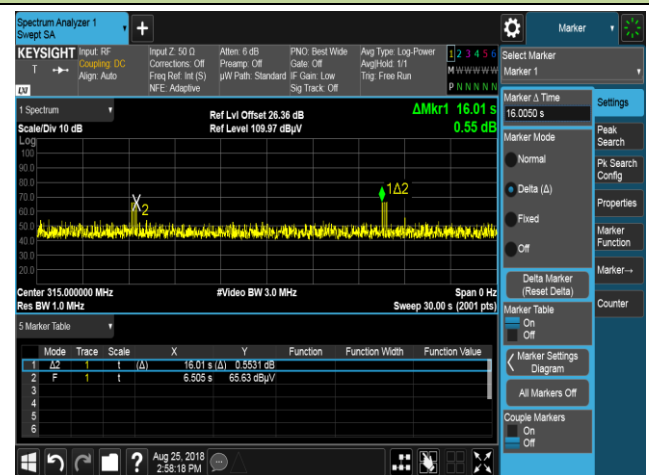 Spectrum Analyzer 1
Swept SA
+
Marker
KEYSIGHT Input: RF Input Z: 50 Ω Atten: 6 dB PNO: Best Wide Avg Type: Log-Power 1 2 3 4 5 6
T Coupling: DC Corrections: Off Preamp: Off Gate: Off Avg|Hold: 1/1 M W W W W W
Align: Auto Freq Ref: Int (S) µW Path: Standard IF Gain: Low Trig: Free Run
LXI NFE: Adaptive Sig Track: Off P N N N N N
Select Marker
Marker 1
1 Spectrum Ref Lvl Offset 26.36 dB ΔMkr1 16.01 s
Scale/Div 10 dB Ref Level 109.97 dBµV 0.55 dB
Log
100
90.0
80.0
70.0
60.0
50.0
40.0
30.0
20.0
X2
1Δ2
Center 315.000000 MHz #Video BW 3.0 MHz Span 0 Hz
Res BW 1.0 MHz Sweep 30.00 s (2001 pts)
5 Marker Table
Mode Trace Scale X Y Function Function Width Function Value
1 Δ2 1 t (Δ) 16.01 s (Δ) 0.5531 dB
2 F 1 t 6.505 s 65.63 dBµV
3
4
5
6
Marker Δ Time
16.0050 s
Marker Mode
Normal
Delta (Δ)
Fixed
Off
Delta Marker
(Reset Delta)
Marker Table
On
Off
Marker Settings
Diagram
All Markers Off
Couple Markers
On
Off
Settings
Peak
Search
Pk Search
Config
Properties
Marker
Function
Marker→
Counter
? Aug 25, 2018
2:58:18 PM